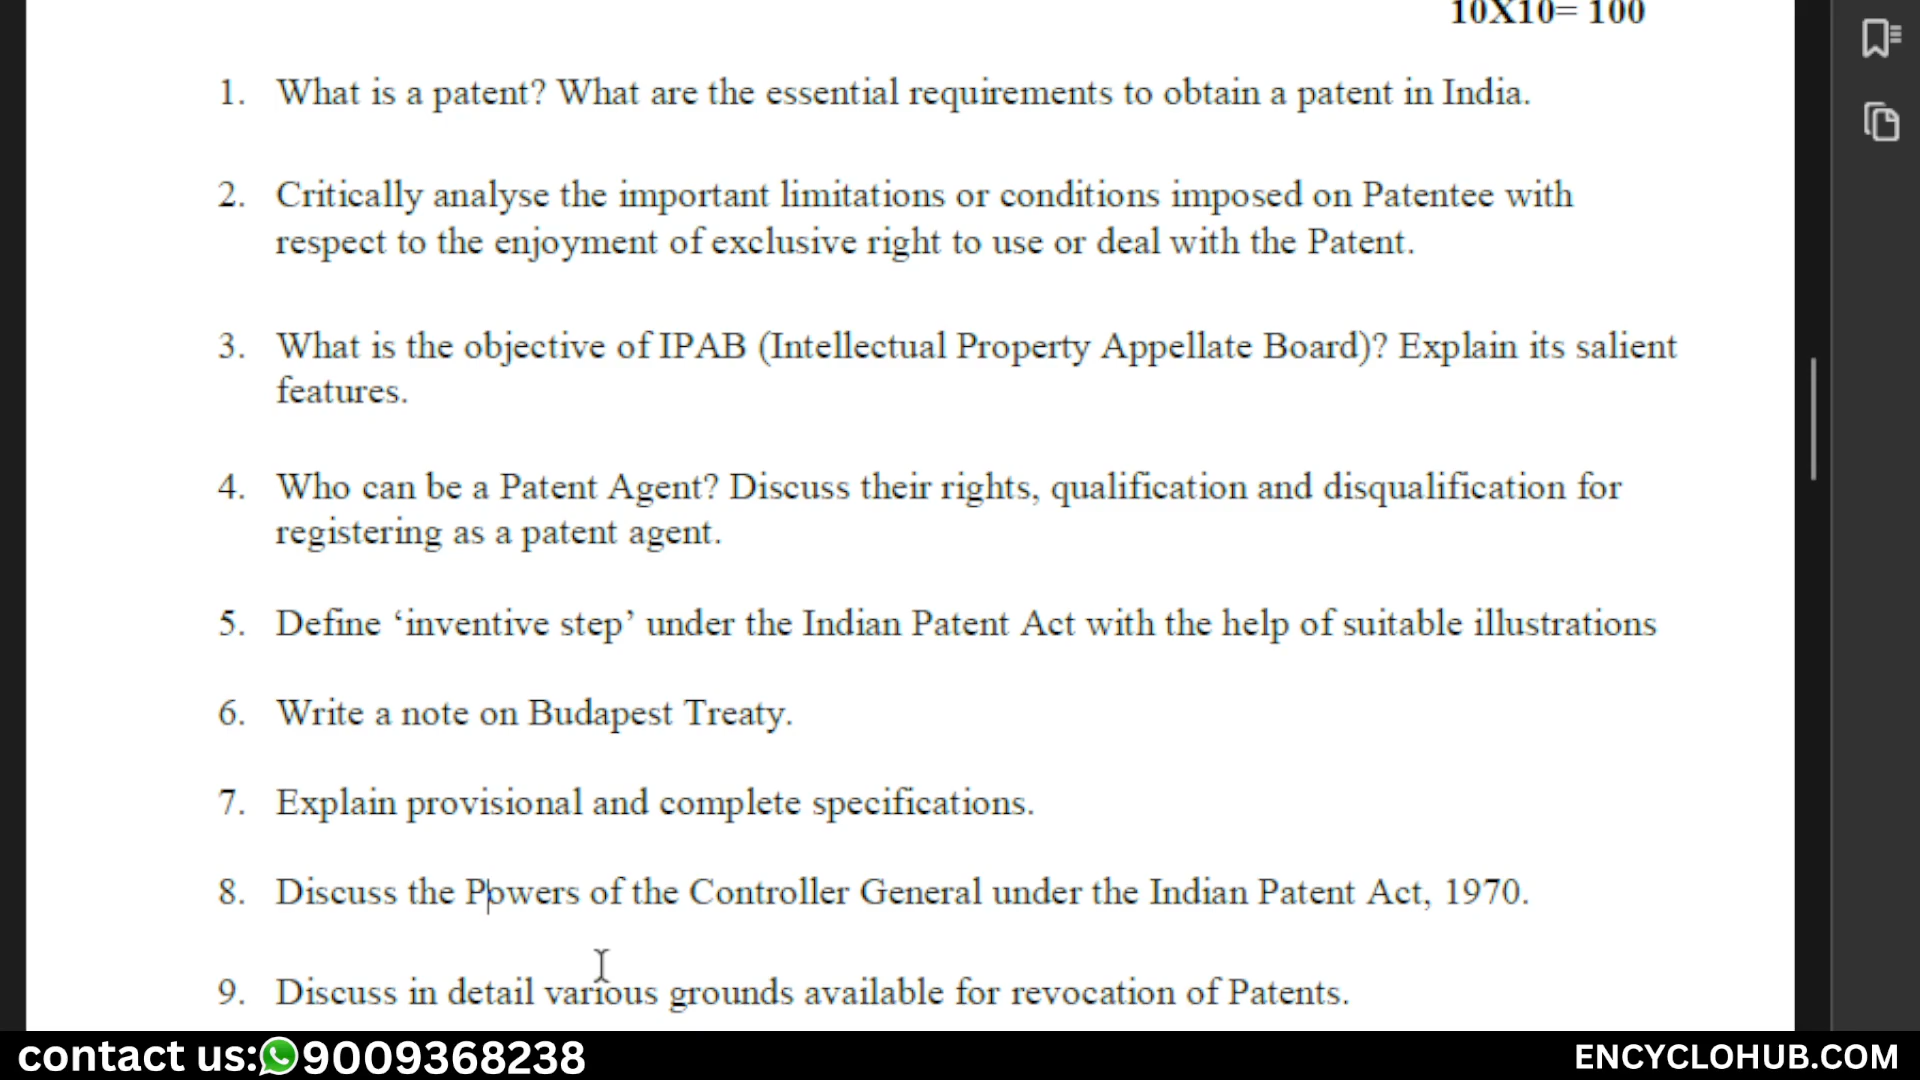 10X10= 100
1. What is a patent? What are the essential requirements to obtain a patent in India.
2. Critically analyse the important limitations or conditions imposed on Patentee with
respect to the enjoyment of exclusive right to use or deal with the Patent.
3. What is the objective of IPAB (Intellectual Property Appellate Board)? Explain its salient
features.
4. Who can be a Patent Agent? Discuss their rights, qualification and disqualification for
registering as a patent agent.
5. Define ‘inventive step’ under the Indian Patent Act with the help of suitable illustrations
6. Write a note on Budapest Treaty.
7. Explain provisional and complete specifications.
8. Discuss the Powers of the Controller General under the Indian Patent Act, 1970.
9. Discuss in detail various grounds available for revocation of Patents.
contact us: 9009368238
ENCYCLOHUB.COM